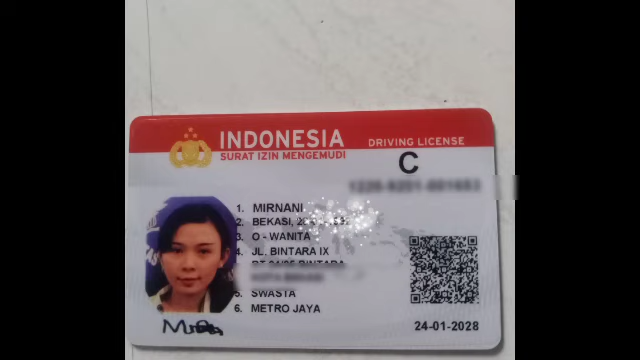 INDONESIA
SURAT IZIN MENGEMUDI
DRIVING LICENSE
C
1. MIRNANI
2. BEKASI,
3. O - WANITA
4. JL. BINTARA IX
BINTARA
5. SWASTA
6. METRO JAYA
24-01-2028